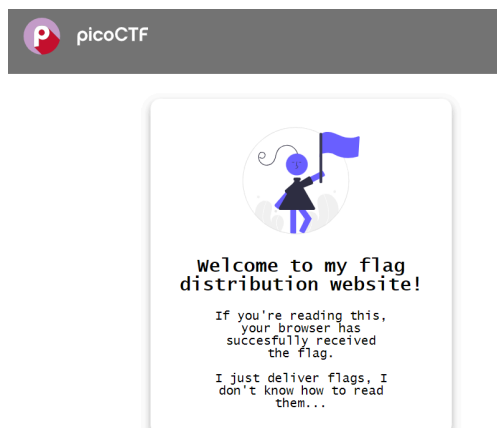 picoCTF
Welcome to my flag
distribution website!
If you're reading this,
your browser has
succesfully received
the flag.
I just deliver flags, I
don't know how to read
them...